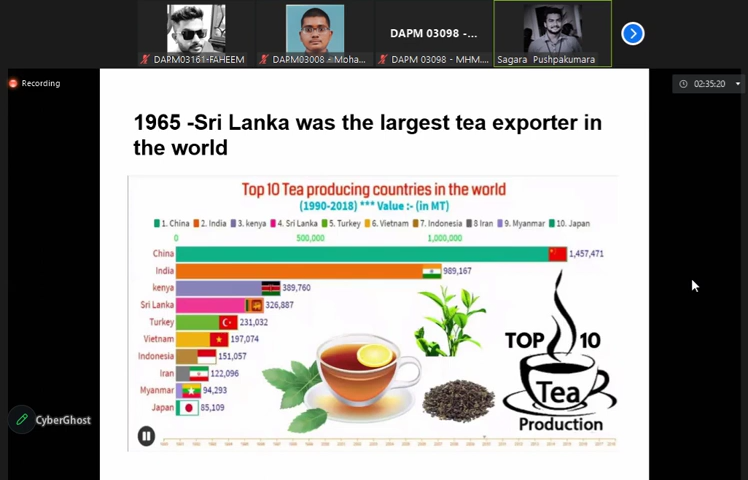 DAPM 03098 -...
DARM03161-FAHEEM
DARM03008 - Moha...
DAPM 03098 - MHM....
Sagara Pushpakumara
Recording
02:35:20
1965 -Sri Lanka was the largest tea exporter in
the world
Top 10 Tea producing countries in the world
(1990-2018) *** Value :- (in MT)
1. China 2. India 3. kenya 4. Sri Lanka 5. Turkey 6. Vietnam 7. Indonesia 8 Iran 9. Myanmar 10. Japan
0 500,000 1,000,000
China 1,457,471
India 989,167
kenya 389,760
Sri Lanka 326,887
Turkey 231,032
Vietnam 197,074
Indonesia 151,057
Iran 122,096
Myanmar 94,293
Japan 85,109
TOP 10
Tea
Production
CyberGhost